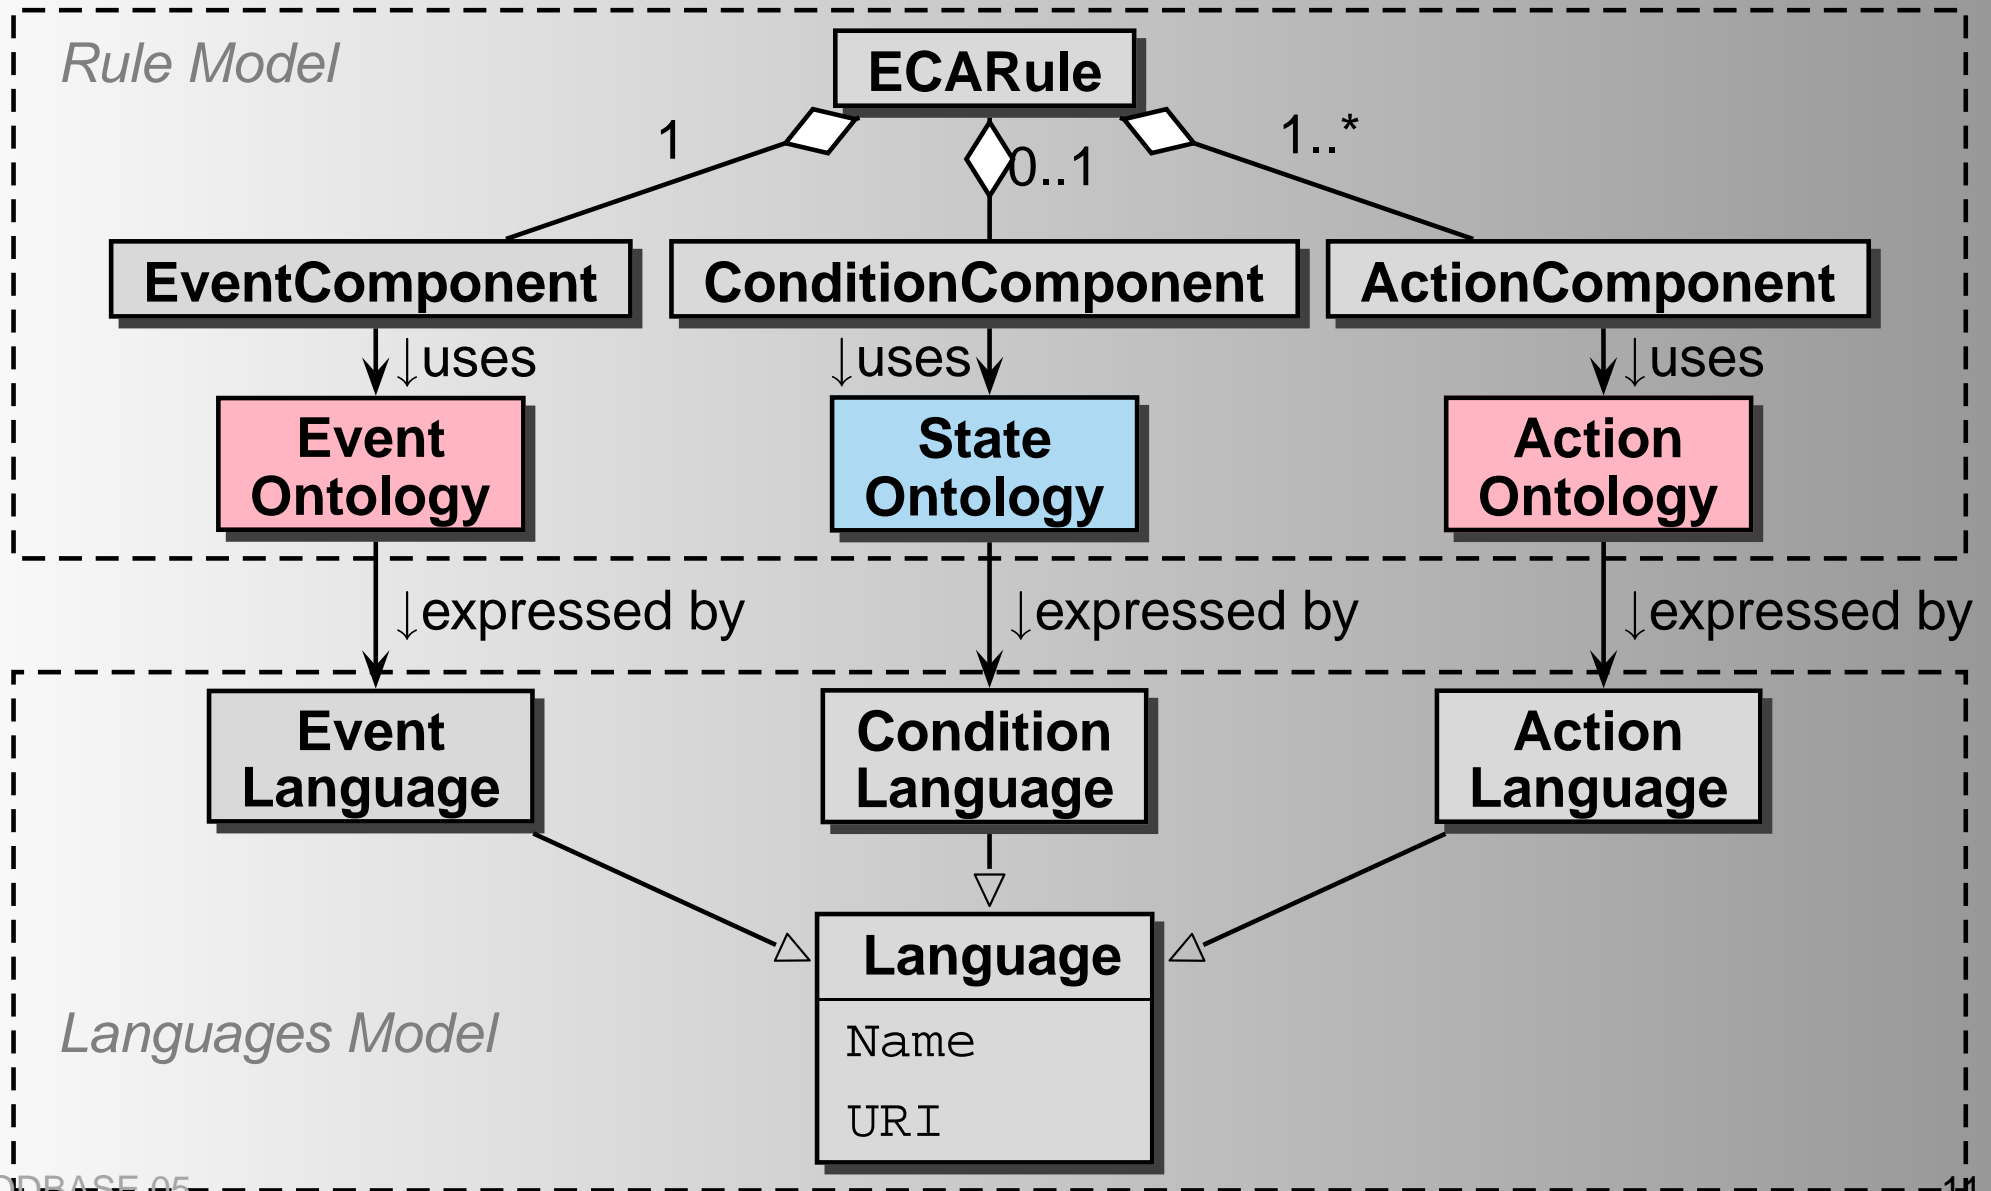 Rule Model
ECARule
1
0..1
1..*
EventComponent
ConditionComponent
ActionComponent
↓uses
↓uses
↓uses
Event
Ontology
State
Ontology
Action
Ontology
↓expressed by
↓expressed by
↓expressed by
Event
Language
Condition
Language
Action
Language
Language
Name
URI
Languages Model